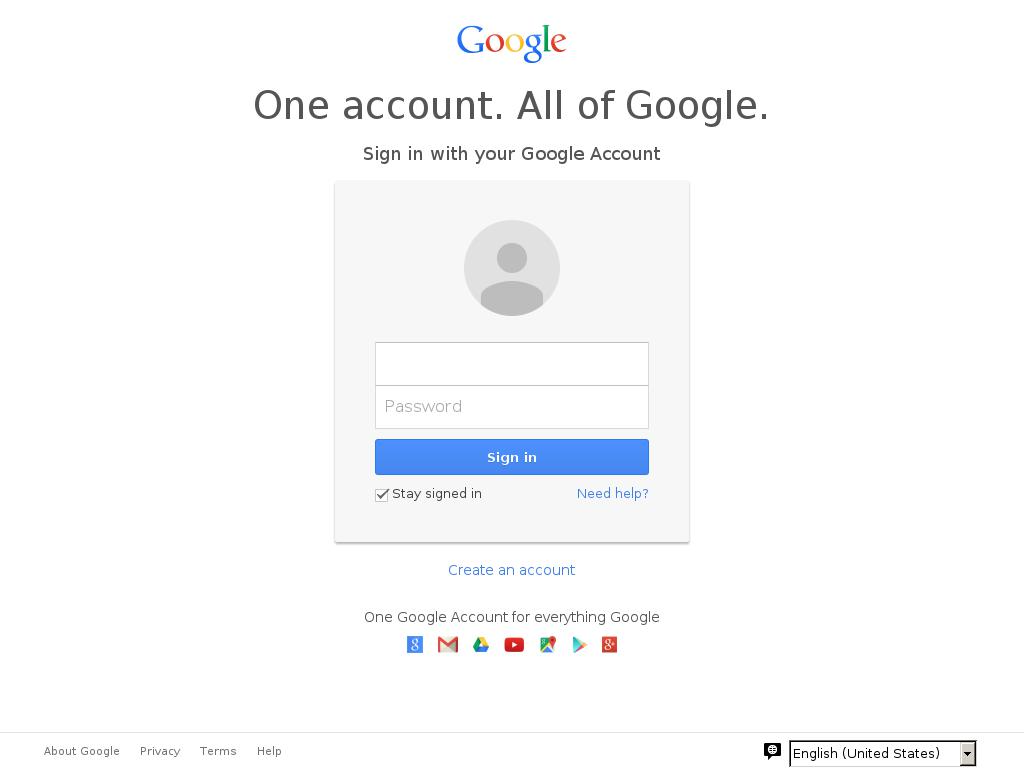 Google
One account. All of Google.
Sign in with your Google Account
Password
Sign in
Stay signed in
Need help?
Create an account
One Google Account for everything Google
About Google
Privacy
Terms
Help
English (United States)